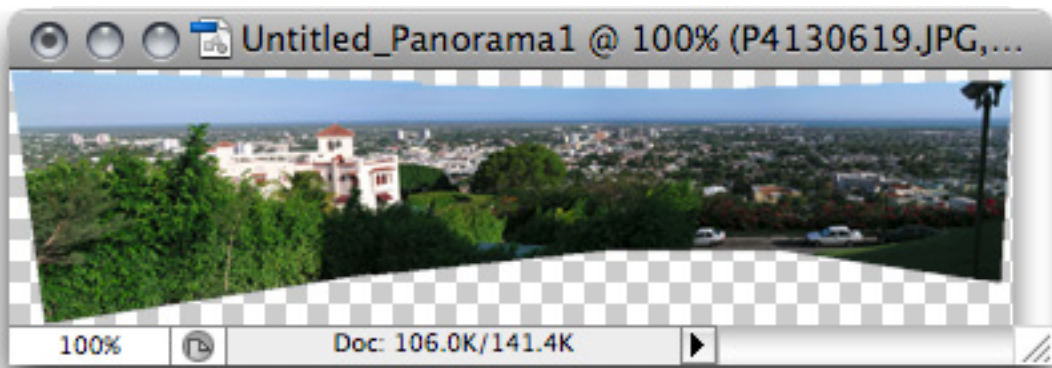 Untitled_Panorama1 @ 100% (P4130619.JPG,...
100% Doc: 106.0K/141.4K